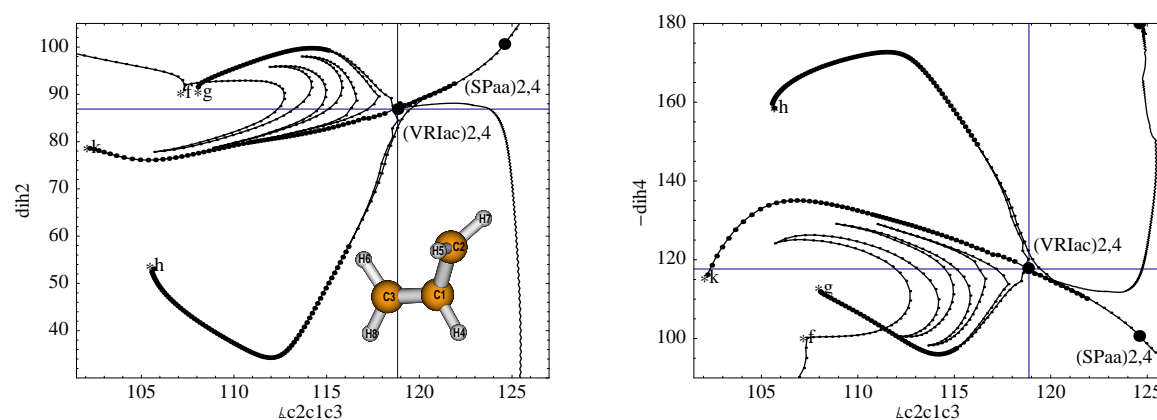 100
90
80
70
60
50
40
dih2
*f *g
*k
*h
(SPaa)2,4
(VRIac)2,4
H7
H5 C2
H6
C3 C1
H8 H4
105 110 115 120 125
∠c2c1c3
180
160
140
120
100
−dih4
*h
*k
*g
*f
(VRIac)2,4
(SPaa)2,4
105 110 115 120 125
∠c2c1c3